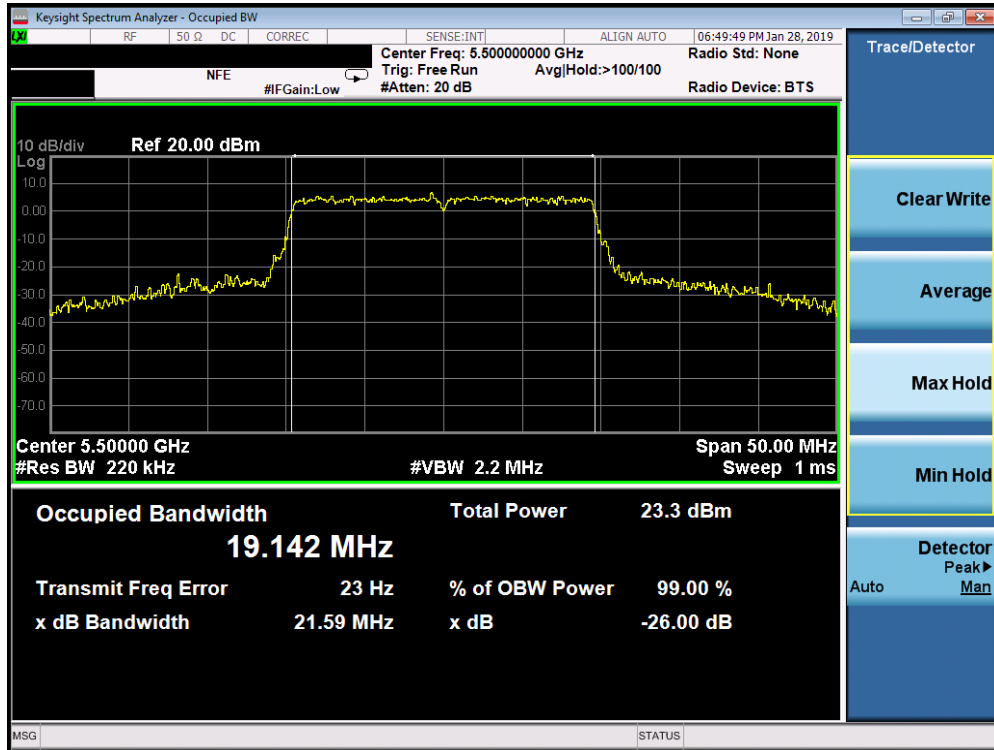 Keysight Spectrum Analyzer - Occupied BW
LXI RF 50 Ω DC CORREC SENSE:INT ALIGN AUTO 06:49:49 PM Jan 28, 2019
Center Freq: 5.500000000 GHz Radio Std: None
NFE Trig: Free Run Avg|Hold:>100/100
#IFGain:Low #Atten: 20 dB Radio Device: BTS
10 dB/div Ref 20.00 dBm
Log
10.0
0.00
-10.0
-20.0
-30.0
-40.0
-50.0
-60.0
-70.0
Center 5.50000 GHz Span 50.00 MHz
#Res BW 220 kHz #VBW 2.2 MHz Sweep 1 ms
Occupied Bandwidth Total Power 23.3 dBm
19.142 MHz
Transmit Freq Error 23 Hz % of OBW Power 99.00 %
x dB Bandwidth 21.59 MHz x dB -26.00 dB
MSG STATUS
Trace/Detector
Clear Write
Average
Max Hold
Min Hold
Detector
Peak▶
Auto Man